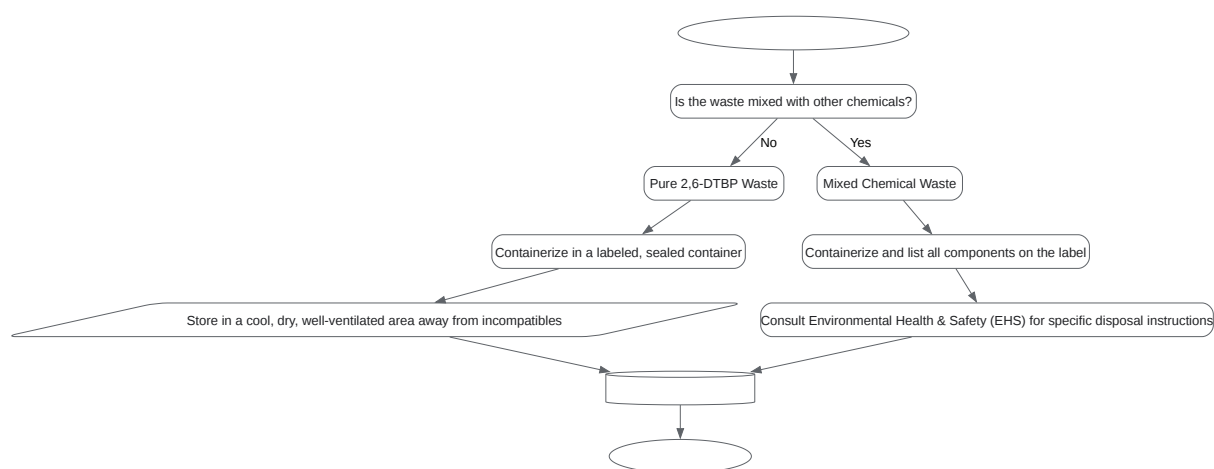 Is the waste mixed with other chemicals?
No
Yes
Pure 2,6-DTBP Waste
Mixed Chemical Waste
Containerize in a labeled, sealed container
Containerize and list all components on the label
Store in a cool, dry, well-ventilated area away from incompatibles
Consult Environmental Health & Safety (EHS) for specific disposal instructions